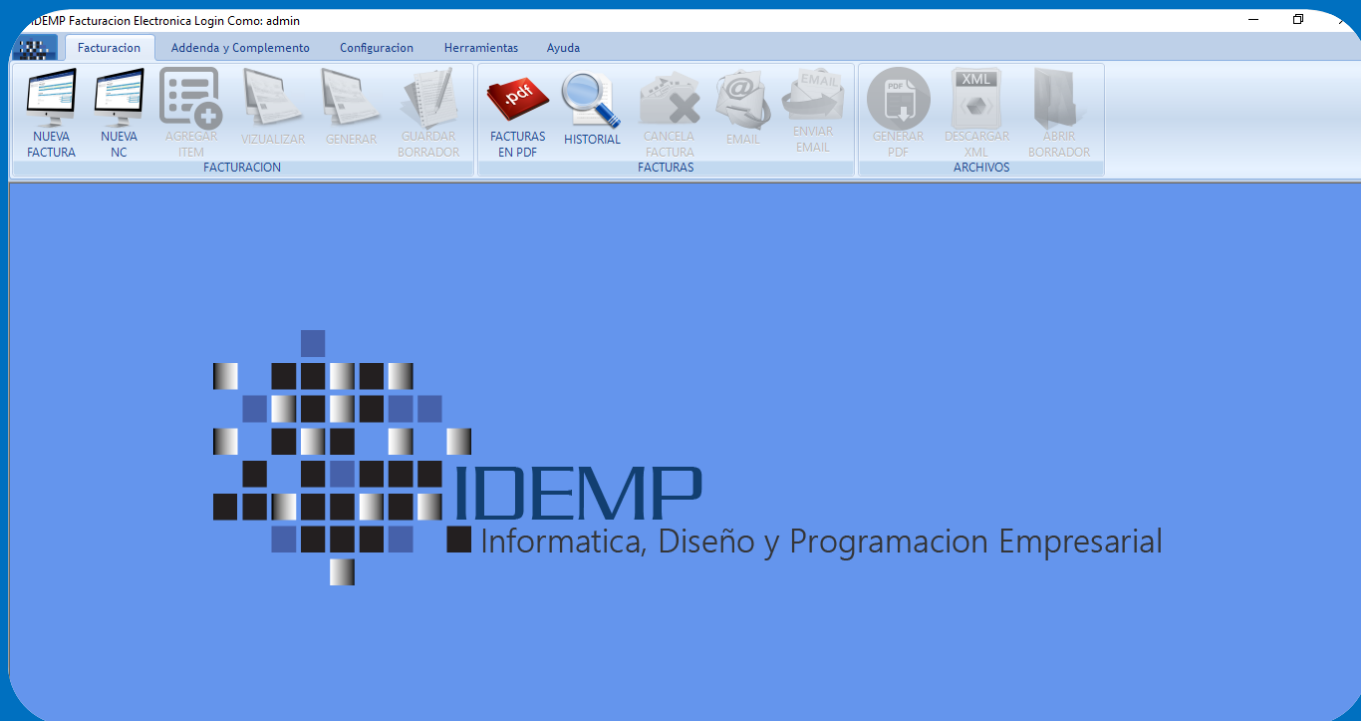 IDEMP Facturacion Electronica Login Como: admin
Facturacion Addenda y Complemento Configuracion Herramientas Ayuda
NUEVA FACTURA
NUEVA NC
AGREGAR ITEM
VIZUALIZAR
GENERAR
GUARDAR BORRADOR
FACTURACION
.pdf
FACTURAS EN PDF
HISTORIAL
CANCELA FACTURA
EMAIL
EMAIL
ENVIAR EMAIL
FACTURAS
PDF
GENERAR PDF
XML
DESCARGAR XML
ABRIR BORRADOR
ARCHIVOS
IDEMP
Informatica, Diseño y Programacion Empresarial